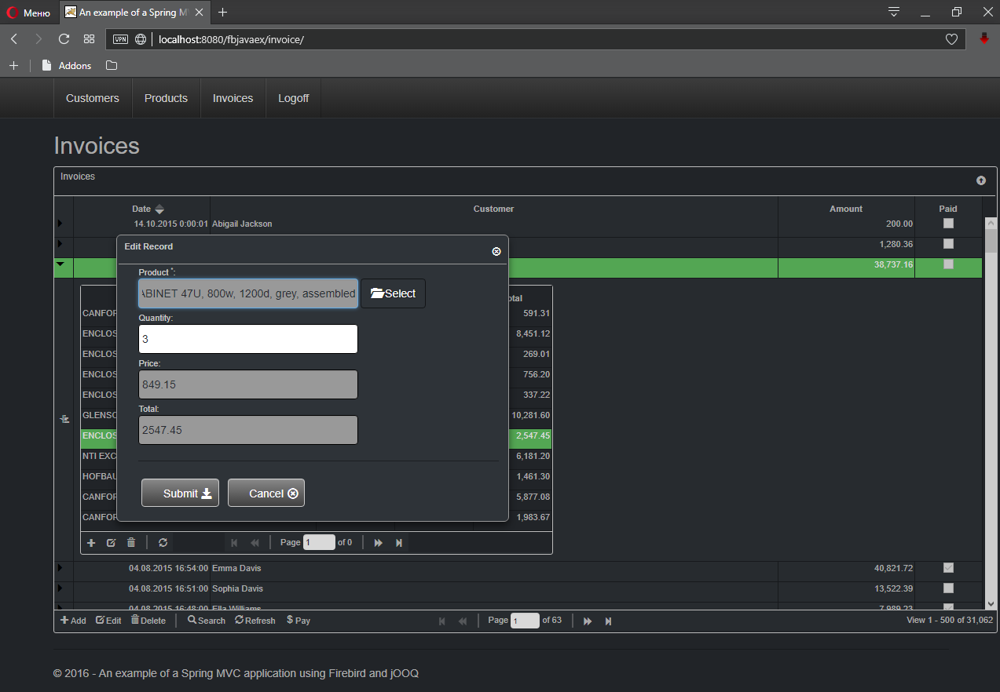 Меню
An example of a Spring M
VPN
localhost:8080/fbjavaex/invoice/
Addons
Customers
Products
Invoices
Logoff
Invoices
Invoices
Date
Customer
Amount
Paid
14.10.2015 0:00:01 Abigail Jackson 200.00
1,280.36
38,737.16
Edit Record
Product *:
ABINET 47U, 800w, 1200d, grey, assembled
Select
Quantity:
3
Price:
849.15
Total:
2547.45
Submit
Cancel
otal
CANFOR 591.31
ENCLOS 8,451.12
ENCLOS 269.01
ENCLOS 756.20
ENCLOS 337.22
GLENSO 10,281.60
ENCLOS 2,547.45
NTI EXC 6,181.20
HOFBAU 1,461.30
CANFOR 5,877.08
CANFOR 1,983.67
Page 1 of 0
04.08.2015 16:54:00 Emma Davis 40,821.72
04.08.2015 16:51:00 Sophia Davis 13,522.39
04.08.2015 16:48:00 Ella Williams 7,989.23
Add Edit Delete Search Refresh $ Pay Page 1 of 63 View 1 - 500 of 31,062
© 2016 - An example of a Spring MVC application using Firebird and jOOQ